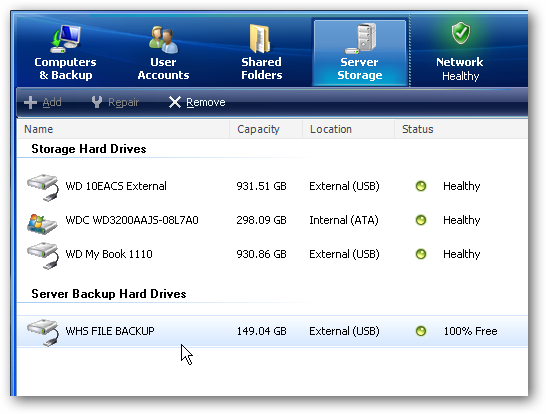 Computers & Backup
User Accounts
Shared Folders
Server Storage
Network
Healthy
Add
Repair
Remove
Name Capacity Location Status
Storage Hard Drives
WD 10EACS External 931.51 GB External (USB) Healthy
WDC WD3200AAJS-08L7A0 298.09 GB Internal (ATA) Healthy
WD My Book 1110 930.86 GB External (USB) Healthy
Server Backup Hard Drives
WHS FILE BACKUP 149.04 GB External (USB) 100% Free